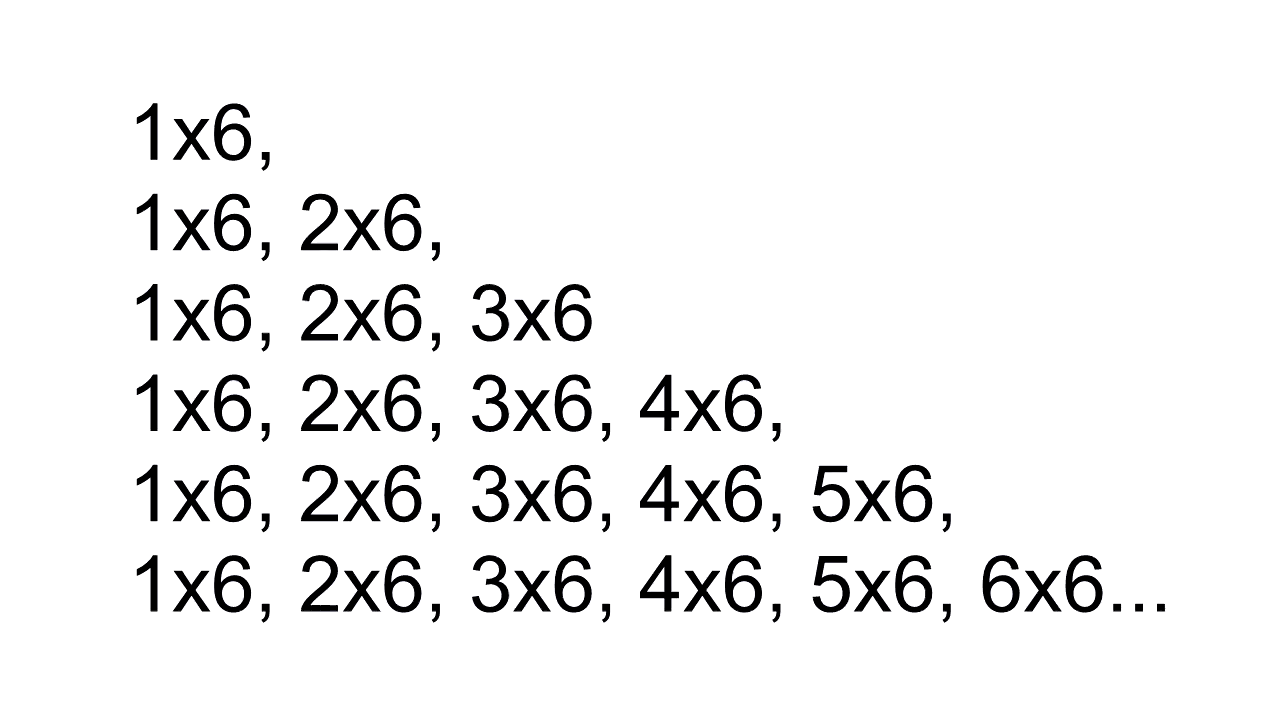 1x6,
1x6, 2x6,
1x6, 2x6, 3x6
1x6, 2x6, 3x6, 4x6,
1x6, 2x6, 3x6, 4x6, 5x6,
1x6, 2x6, 3x6, 4x6, 5x6, 6x6...